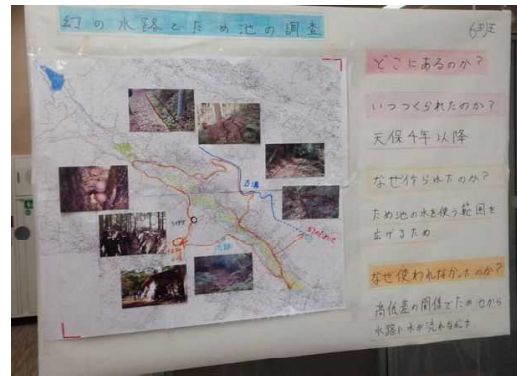 幻の水路とため池の調査
6班
どこにあるのか?
いつつくられたのか?
天保4年以降
なぜ作られたのか?
ため池の水を使う範囲を
広げるため
なぜ使われなかったのか?
高低差の関係でため池から
水路に水が流れなかった